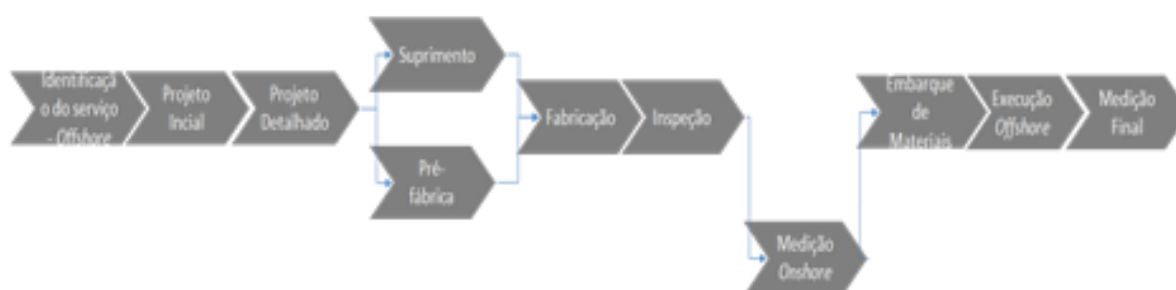 Identificaçã
o do serviço
- Offshore
Projeto
Incial
Projeto
Detalhado
Suprimento
Pré-
fábrica
Fabricação
Inspeção
Medição
Onshore
Embarque
de
Materiais
Execução
Offshore
Medição
Final